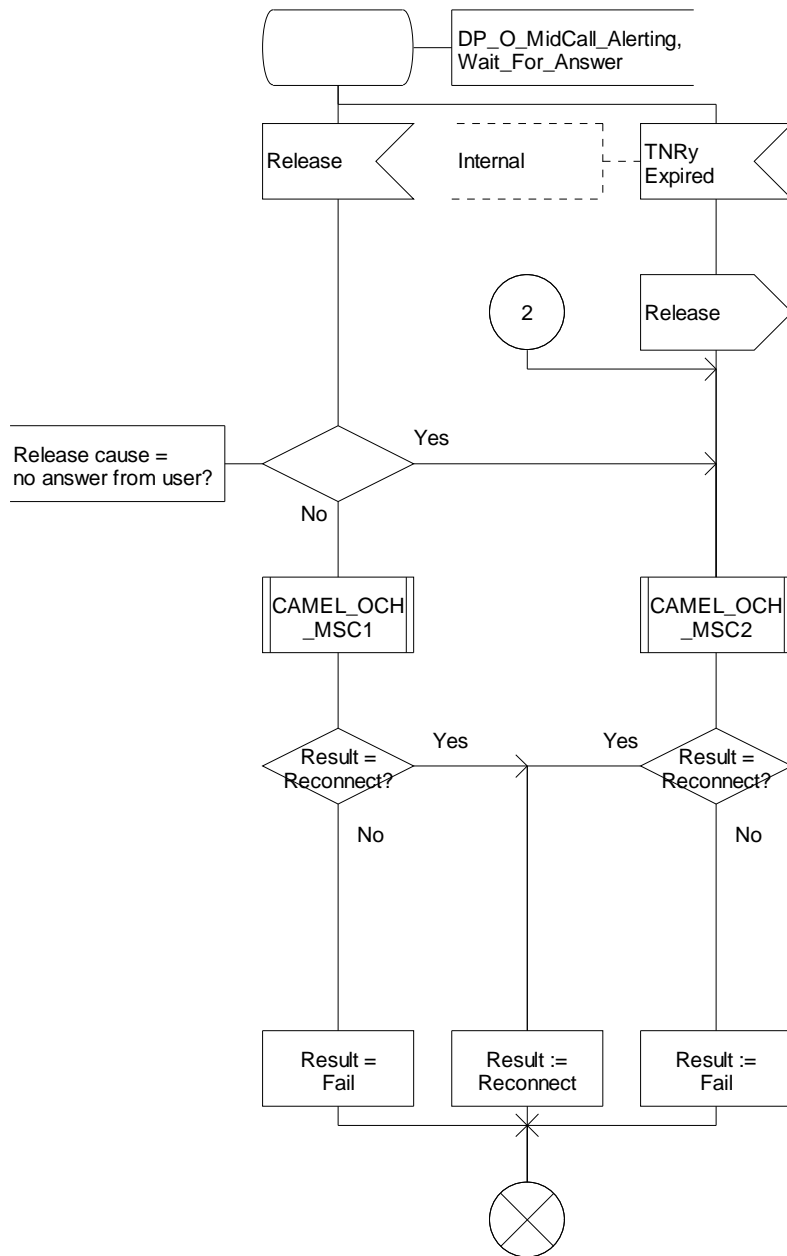 DP_O_MidCall_Alerting,
Wait_For_Answer
Release
Internal
TNRy
Expired
2
Release
Release cause =
no answer from user?
Yes
No
CAMEL_OCH
_MSC1
CAMEL_OCH
_MSC2
Result =
Reconnect?
Yes
Yes
Result =
Reconnect?
No
No
Result =
Fail
Result :=
Reconnect
Result :=
Fail